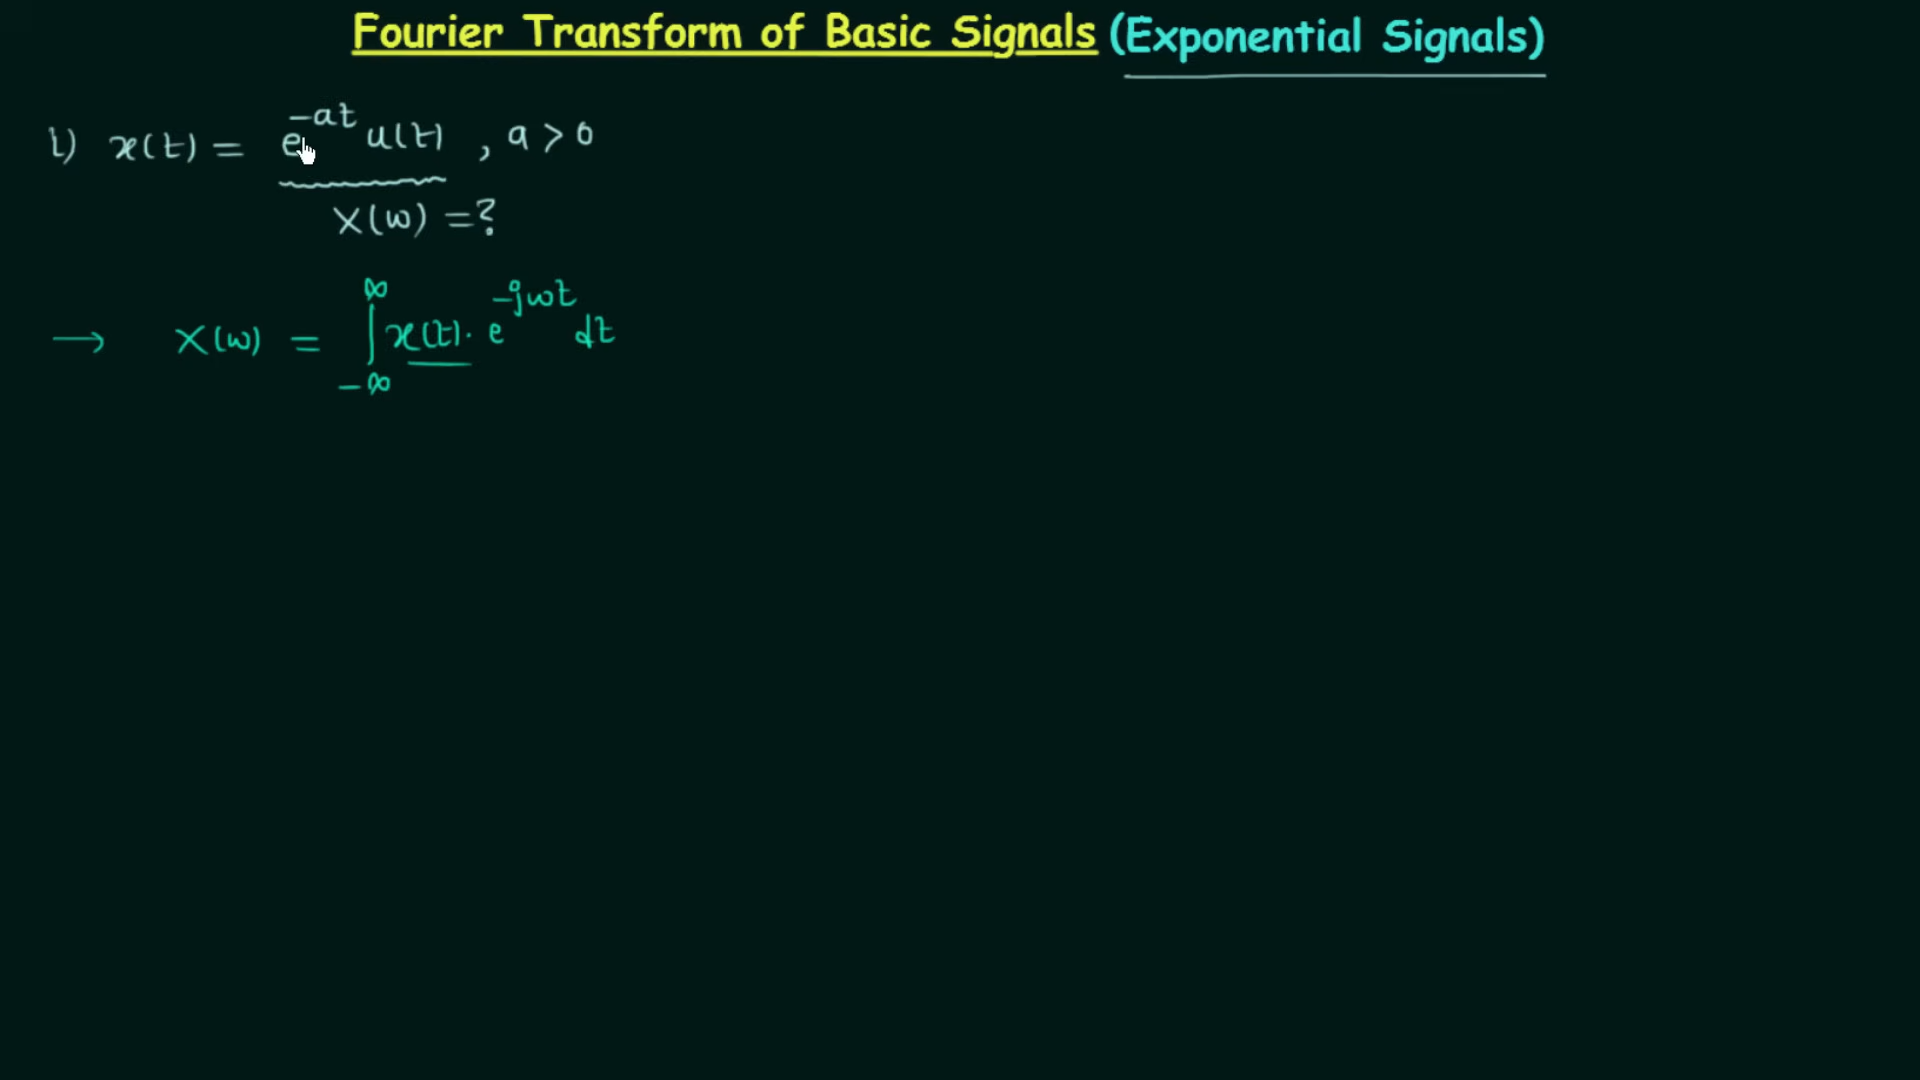 Fourier Transform of Basic Signals (Exponential Signals)
1) x(t) = e^{-at} u(t) , a > 0
X(ω) = ?
→ X(ω) = ∫_{-∞}^{∞} x(t) · e^{-jωt} dt